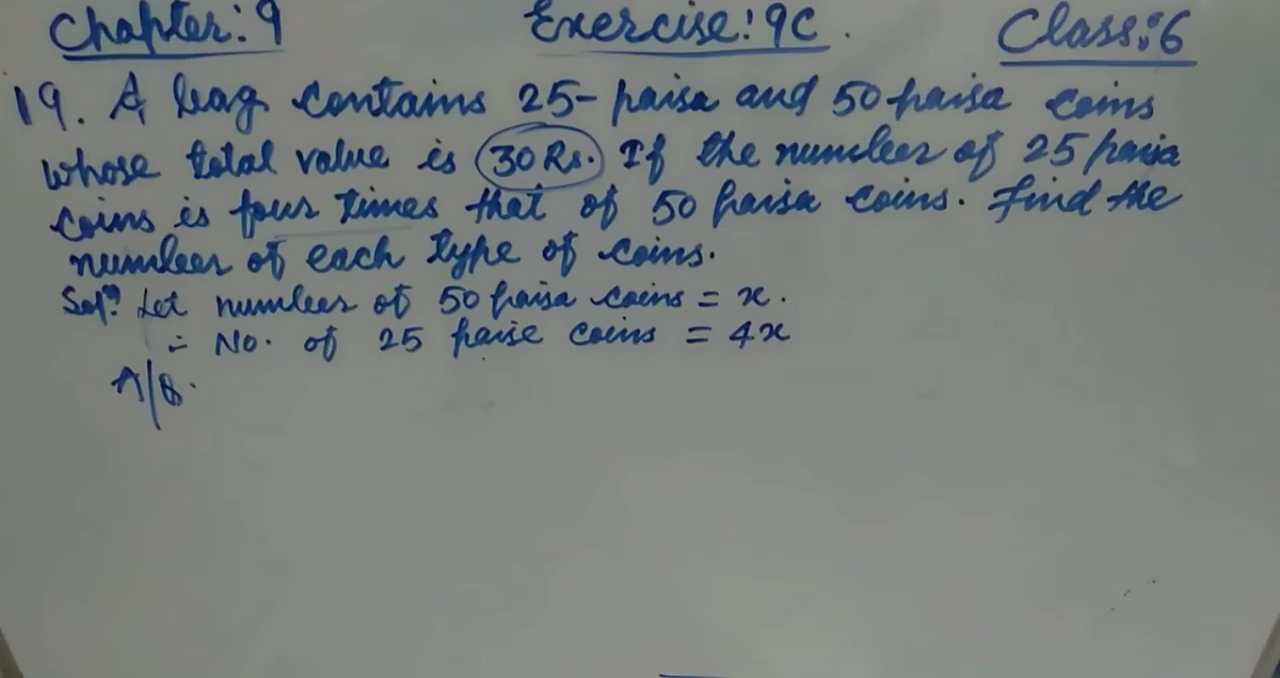 Chapter: 9 Exercise: 9C. Class: 6
19. A bag contains 25- paisa and 50 paisa coins
whose total value is 30 Rs. If the number of 25 paisa
coins is four times that of 50 paisa coins. Find the
number of each type of coins.
Solⁿ Let number of 50 paisa coins = x.
∴ No. of 25 paise coins = 4x
A/Q.